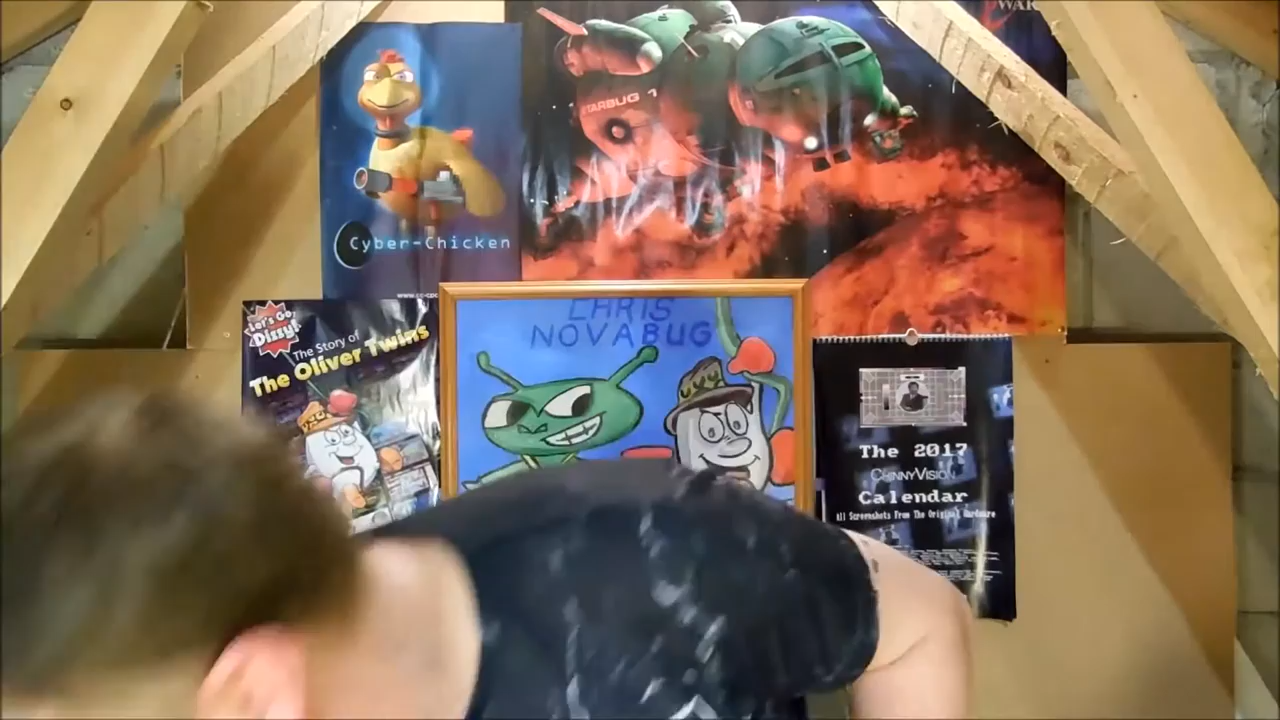 WAR
STARBUG 1
Cyber-Chicken
Let's Go
Dizzy!
The Story of
The Oliver Twins
CHRIS
NOVABUG
The 2017
ChinnyVision
Calendar
All Screenshots From The Original Hardware